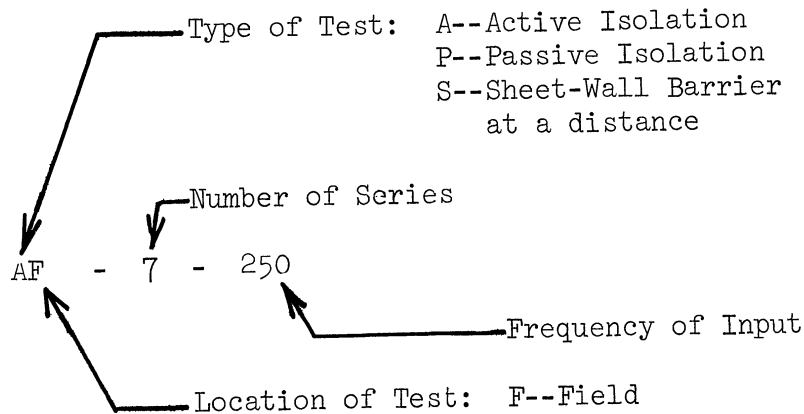 Type of Test: A--Active Isolation
P--Passive Isolation
S--Sheet-Wall Barrier
at a distance
Number of Series
AF - 7 - 250
Frequency of Input
Location of Test: F--Field